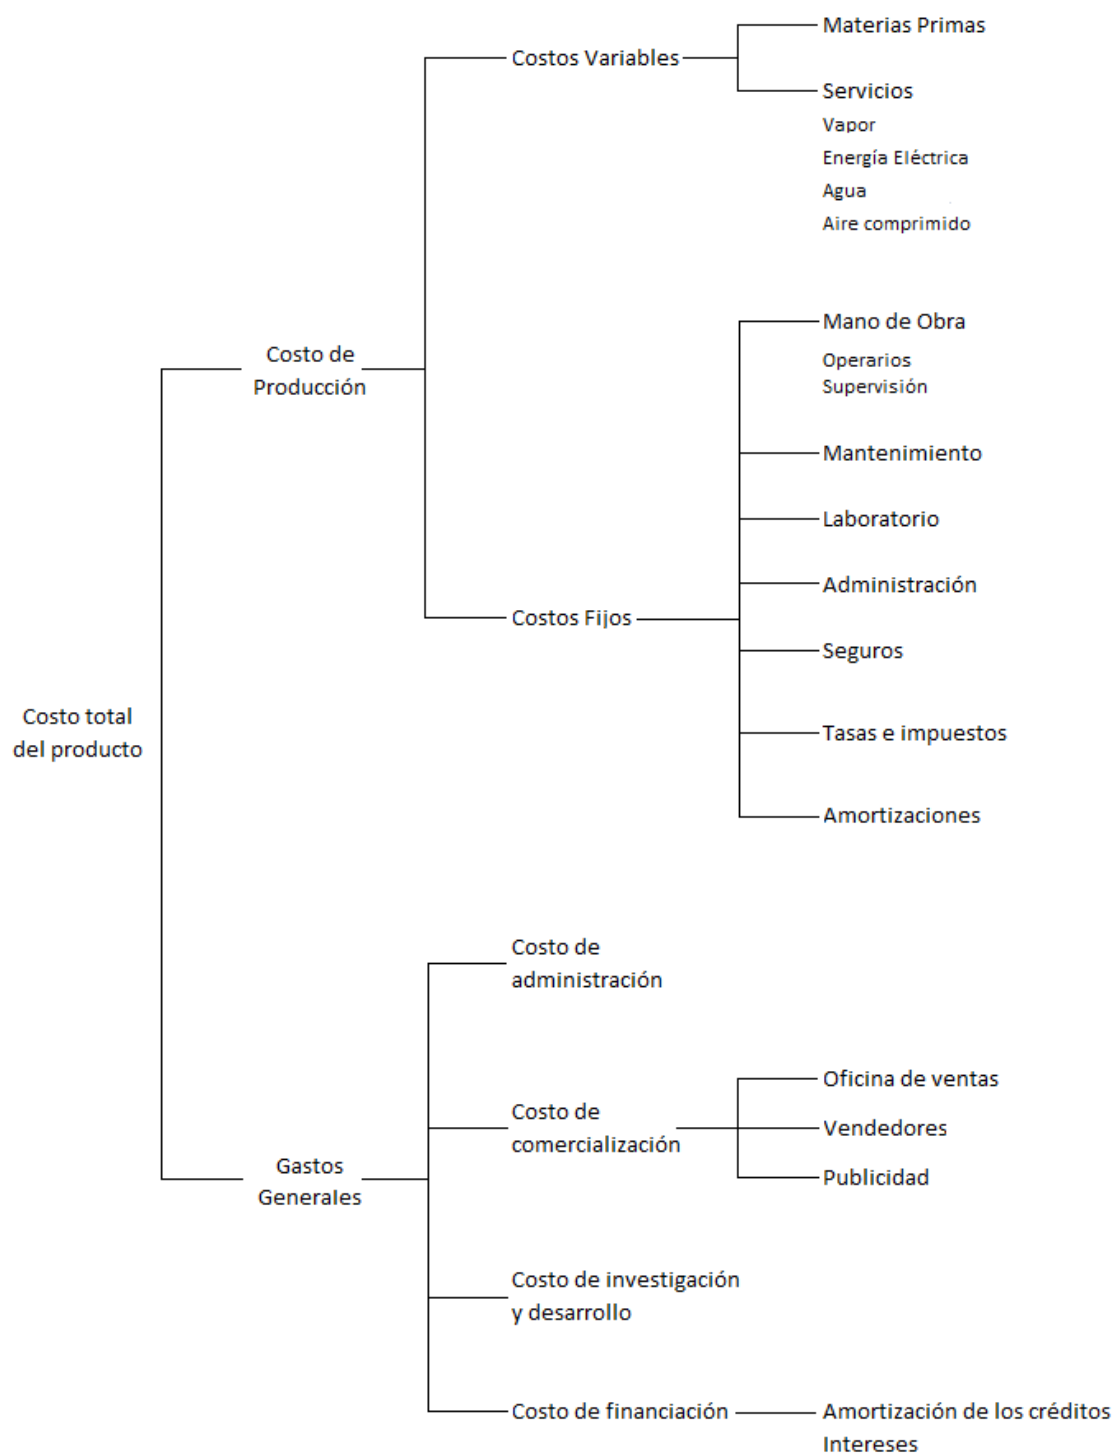 Materias Primas
Costos Variables
Servicios
Vapor
Energía Eléctrica
Agua
Aire comprimido
Mano de Obra
Operarios
Supervisión
Costo de
Producción
Mantenimiento
Laboratorio
Administración
Costos Fijos
Seguros
Costo total
del producto
Tasas e impuestos
Amortizaciones
Costo de
administración
Oficina de ventas
Costo de
comercialización
Vendedores
Publicidad
Gastos
Generales
Costo de investigación
y desarrollo
Costo de financiación
Amortización de los créditos
Intereses